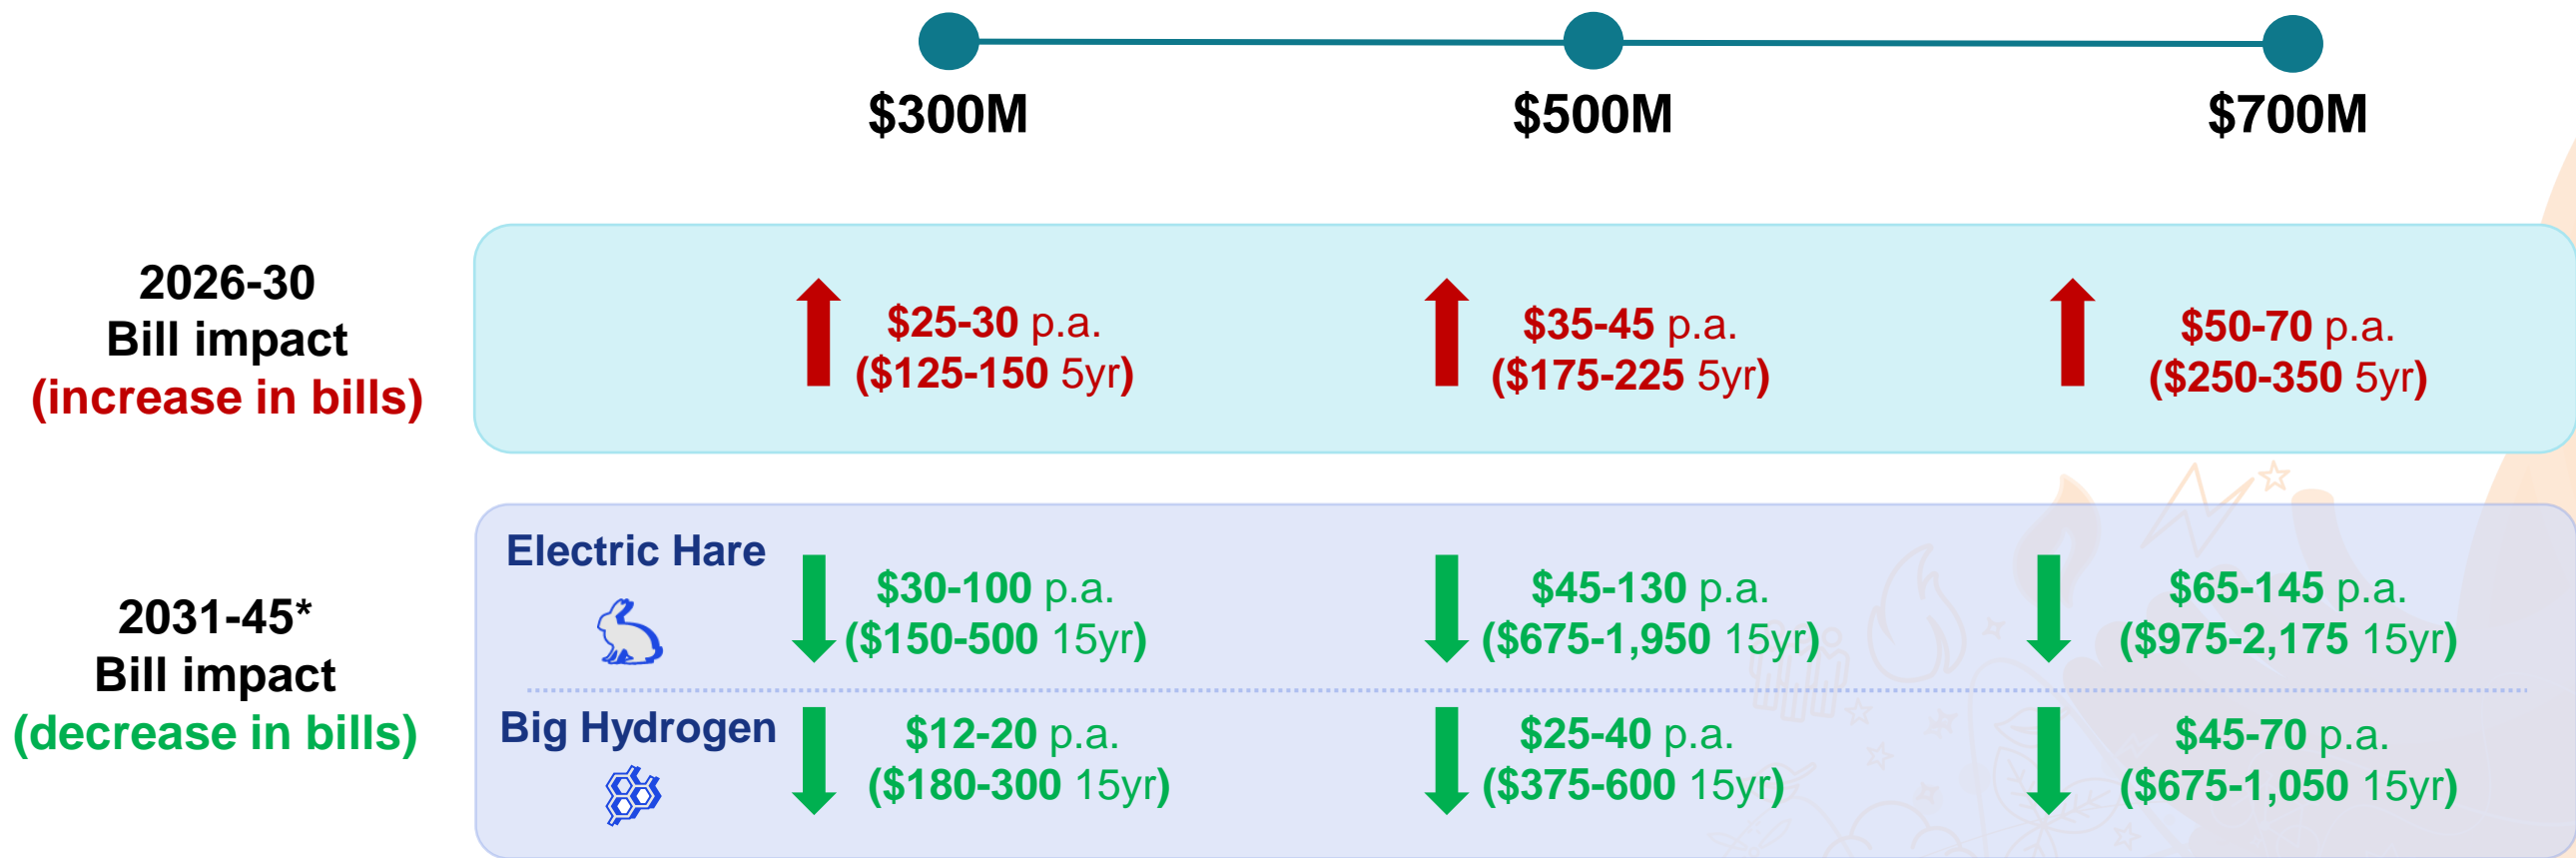 $300M
$500M
$700M
2026-30
Bill impact
(increase in bills)
$25-30 p.a.
($125-150 5yr)
$35-45 p.a.
($175-225 5yr)
$50-70 p.a.
($250-350 5yr)
2031-45*
Bill impact
(decrease in bills)
Electric Hare
$30-100 p.a.
($150-500 15yr)
$45-130 p.a.
($675-1,950 15yr)
$65-145 p.a.
($975-2,175 15yr)
Big Hydrogen
$12-20 p.a.
($180-300 15yr)
$25-40 p.a.
($375-600 15yr)
$45-70 p.a.
($675-1,050 15yr)